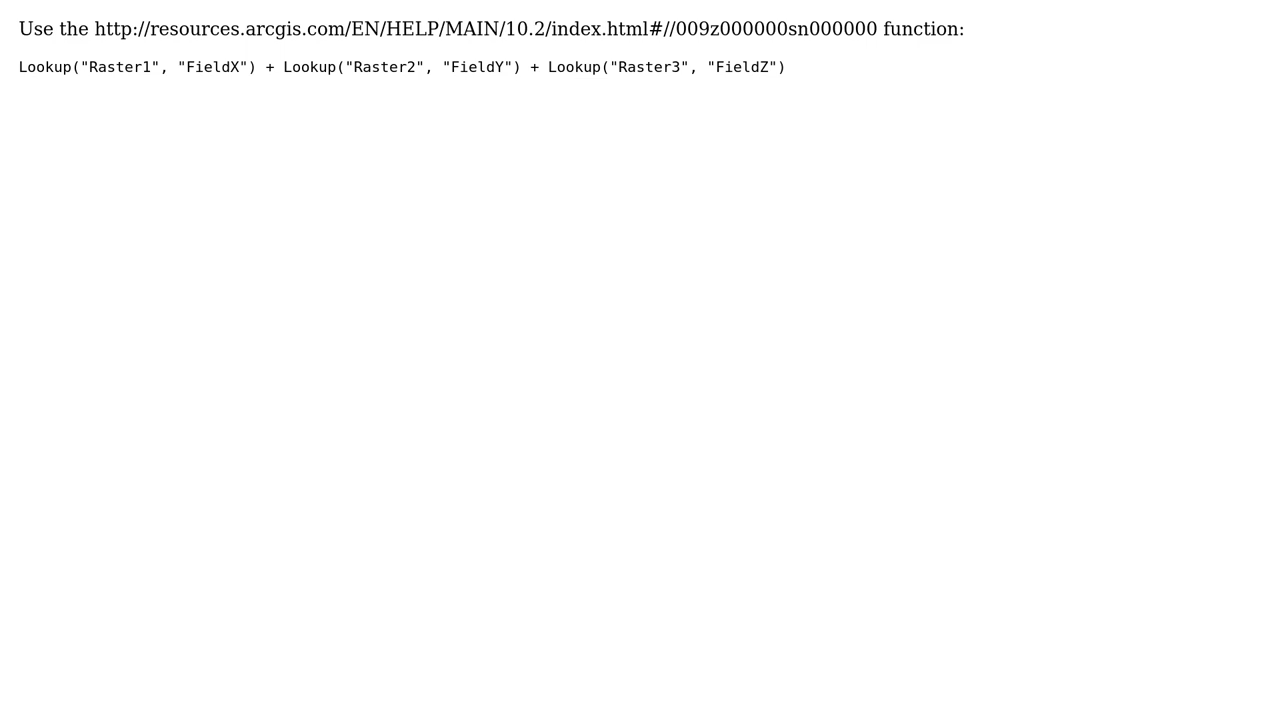 Use the http://resources.arcgis.com/EN/HELP/MAIN/10.2/index.html#//009z000000sn000000 function:
Lookup("Raster1", "FieldX") + Lookup("Raster2", "FieldY") + Lookup("Raster3", "FieldZ")